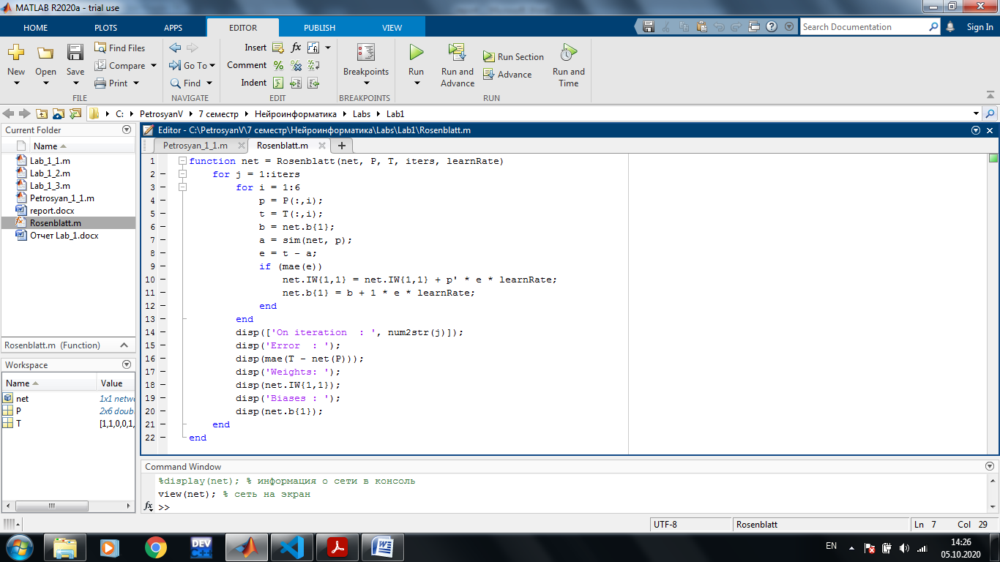 MATLAB R2020a - trial use
HOME PLOTS APPS EDITOR PUBLISH VIEW
Search Documentation
Sign In
New
Open
Save
Find Files
Compare
Print
FILE
Go To
Find
NAVIGATE
Insert
Comment
Indent
EDIT
Breakpoints
BREAKPOINTS
Run
Run and Advance
Run Section
Advance
Run and Time
RUN
C: PetrosyanV 7 семестр Нейроинформатика Labs Lab1
Current Folder
Name
Lab_1_1.m
Lab_1_2.m
Lab_1_3.m
Petrosyan_1_1.m
report.docx
Rosenblatt.m
Отчет Lab_1.docx
Rosenblatt.m (Function)
Workspace
Name Value
net 1x1 netw
P 2x6 doub
T [1,1,0,0,1,
Editor - C:\PetrosyanV\7 семестр\Нейроинформатика\Labs\Lab1\Rosenblatt.m
Petrosyan_1_1.m Rosenblatt.m
1 function net = Rosenblatt(net, P, T, iters, learnRate)
2 for j = 1:iters
3 for i = 1:6
4 p = P(:,i);
5 t = T(:,i);
6 b = net.b{1};
7 a = sim(net, p);
8 e = t - a;
9 if (mae(e))
10 net.IW{1,1} = net.IW{1,1} + p' * e * learnRate;
11 net.b{1} = b + 1 * e * learnRate;
12 end
13 end
14 disp(['On iteration  : ', num2str(j)]);
15 disp('Error  : ');
16 disp(mae(T - net(P)));
17 disp('Weights: ');
18 disp(net.IW{1,1});
19 disp('Biases : ');
20 disp(net.b{1});
21 end
22 end
Command Window
%display(net); % информация о сети в консоль
view(net); % сеть на экран
fx >>
UTF-8
Rosenblatt
Ln 7 Col 29
DEV C++
EN
14:26
05.10.2020